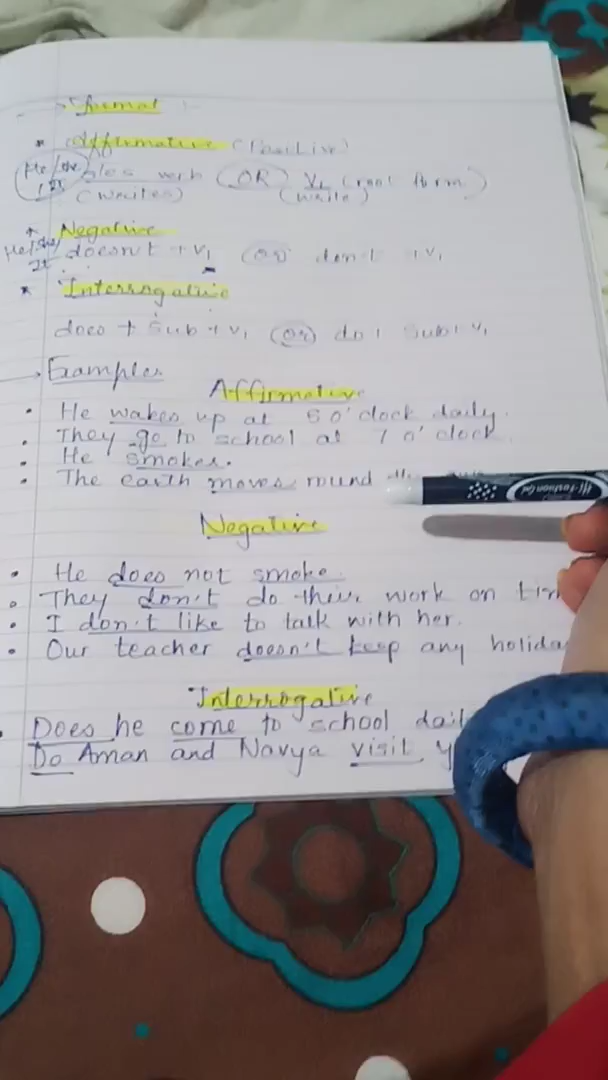 Format :-
* Affirmative (Positive)
He/she
It
s/es verb OR V1 (root form)
(writes) (write)
* Negative
He/she
It
doesn't + V1 OR don't + V1
* Interrogative
does + Sub + V1 OR do + Sub + V1
→ Examples
Affirmative
• He wakes up at 5 o'clock daily.
• They go to school at 7 o'clock
• He smokes.
• The earth moves round
Negative
• He does not smoke.
• They don't do their work on
• I don't like to talk with her.
• Our teacher doesn't keep any
Interrogative
• Does he come to school
Do Aman and Navya visit